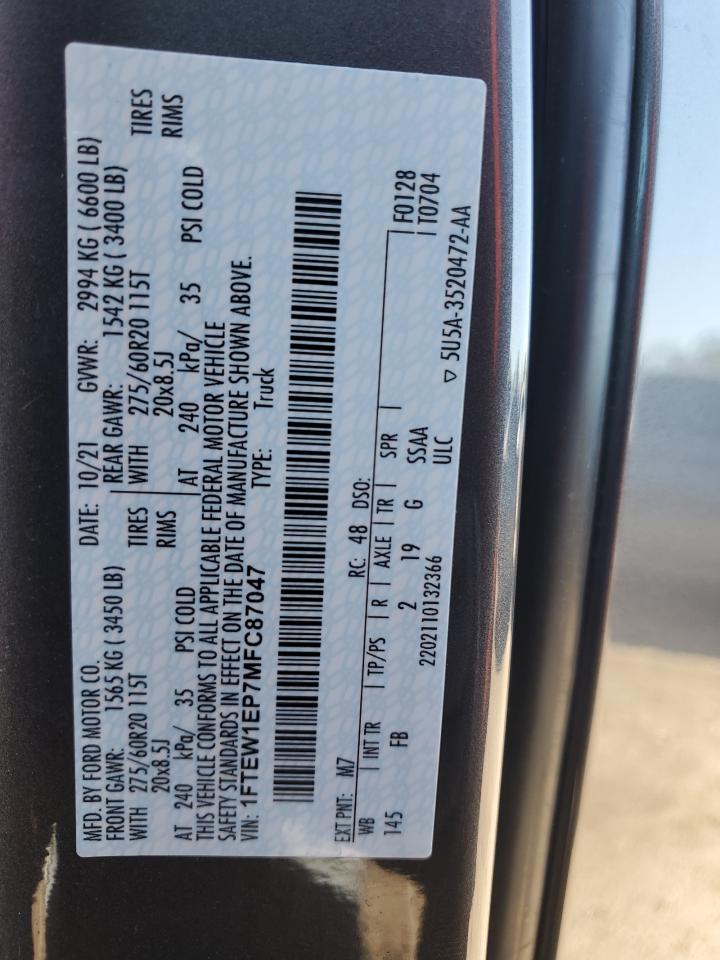 MFD. BY FORD MOTOR CO.
DATE: 10/21 GVWR: 2994 KG ( 6600 LB)
FRONT GAWR: 1565 KG ( 3450 LB)
REAR GAWR: 1542 KG ( 3400 LB)
WITH 275/60R20 115T TIRES
WITH 275/60R20 115T TIRES
20x8.5J RIMS
20x8.5J RIMS
AT 240 kPa/ 35 PSI COLD
AT 240 kPa/ 35 PSI COLD
THIS VEHICLE CONFORMS TO ALL APPLICABLE FEDERAL MOTOR VEHICLE
SAFETY STANDARDS IN EFFECT ON THE DATE OF MANUFACTURE SHOWN ABOVE.
VIN: 1FTEW1EP7MFC87047 TYPE: Truck
EXT PNT: M7 RC: 48 DSO: F0128
WB INT TR TP/PS R AXLE TR SPR T0704
145 FB 2 19 G SSAA
ULC
2202110132366 ▽ 5U5A-3520472-AA